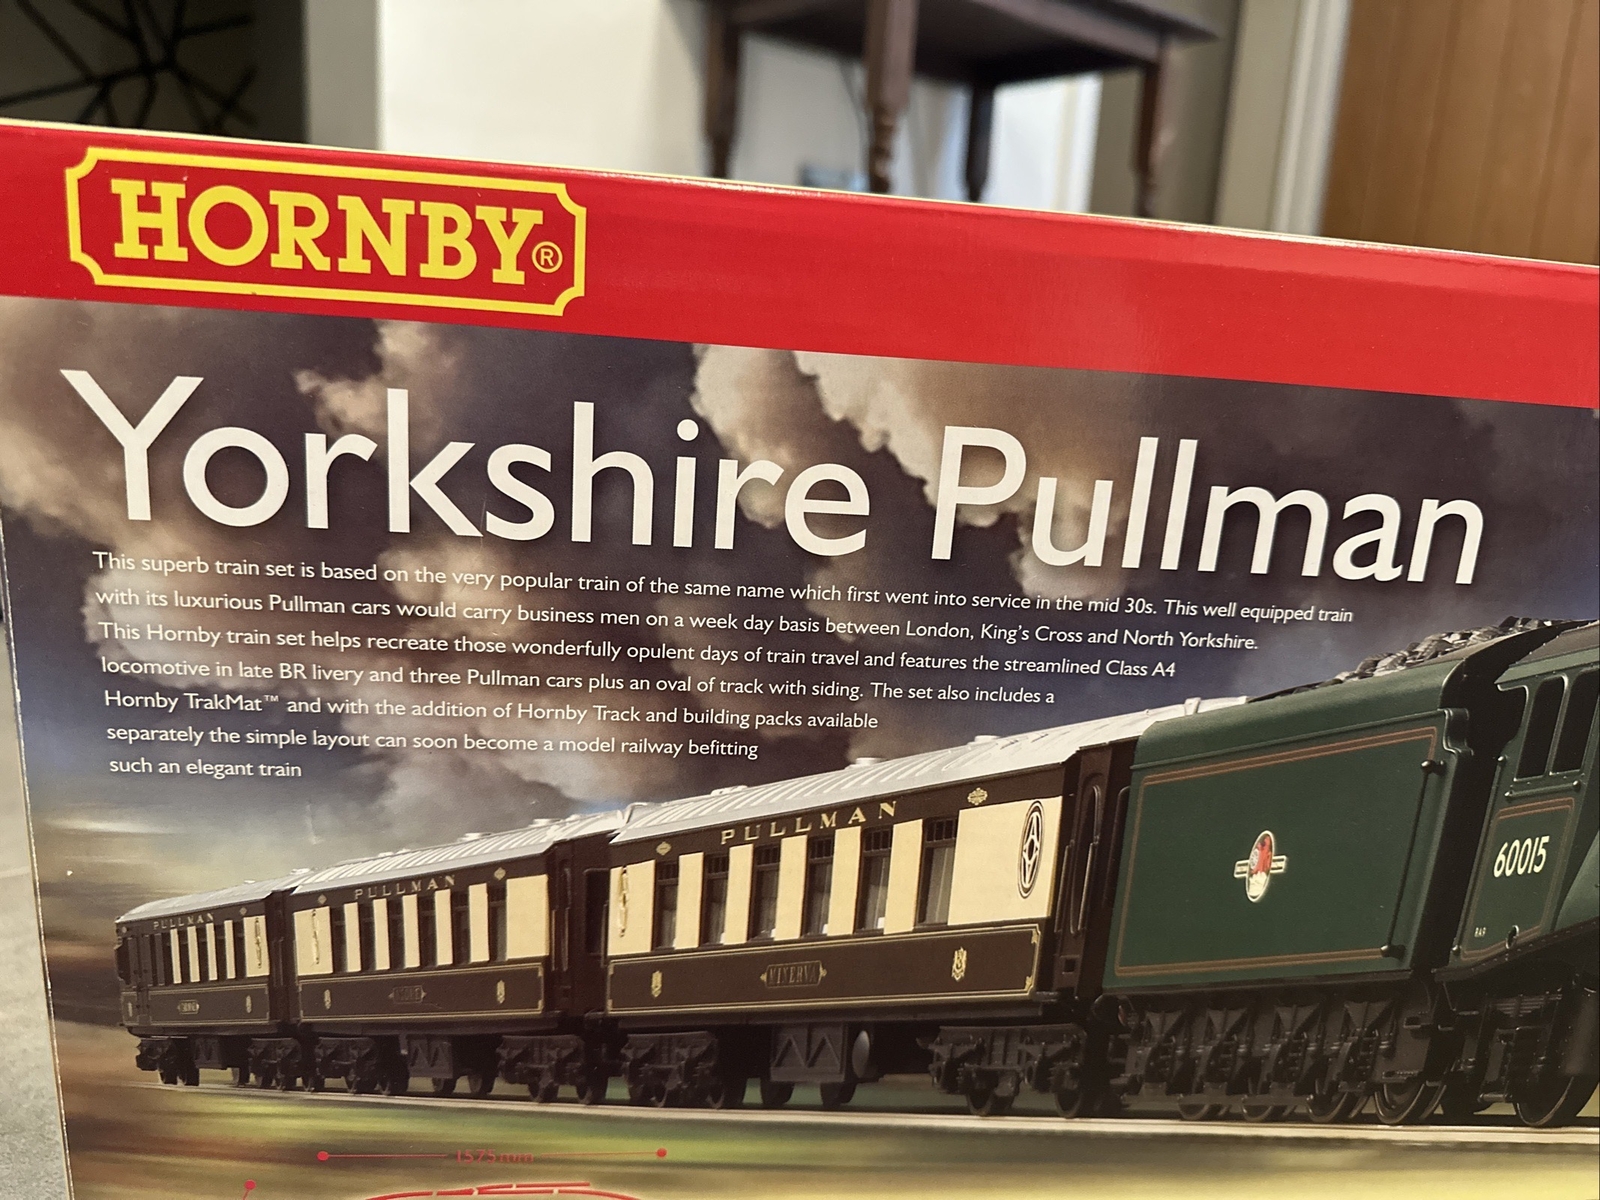 HORNBY®
Yorkshire Pullman
This superb train set is based on the very popular train of the same name which first went into service in the mid 30s. This well equipped train
with its luxurious Pullman cars would carry business men on a week day basis between London, King's Cross and North Yorkshire.
This Hornby train set helps recreate those wonderfully opulent days of train travel and features the streamlined Class A4
locomotive in late BR livery and three Pullman cars plus an oval of track with siding. The set also includes a
Hornby TrakMat™ and with the addition of Hornby Track and building packs available
separately the simple layout can soon become a model railway befitting
such an elegant train
PULLMAN
PULLMAN
PULLMAN
60015
MINERVA
1575mm